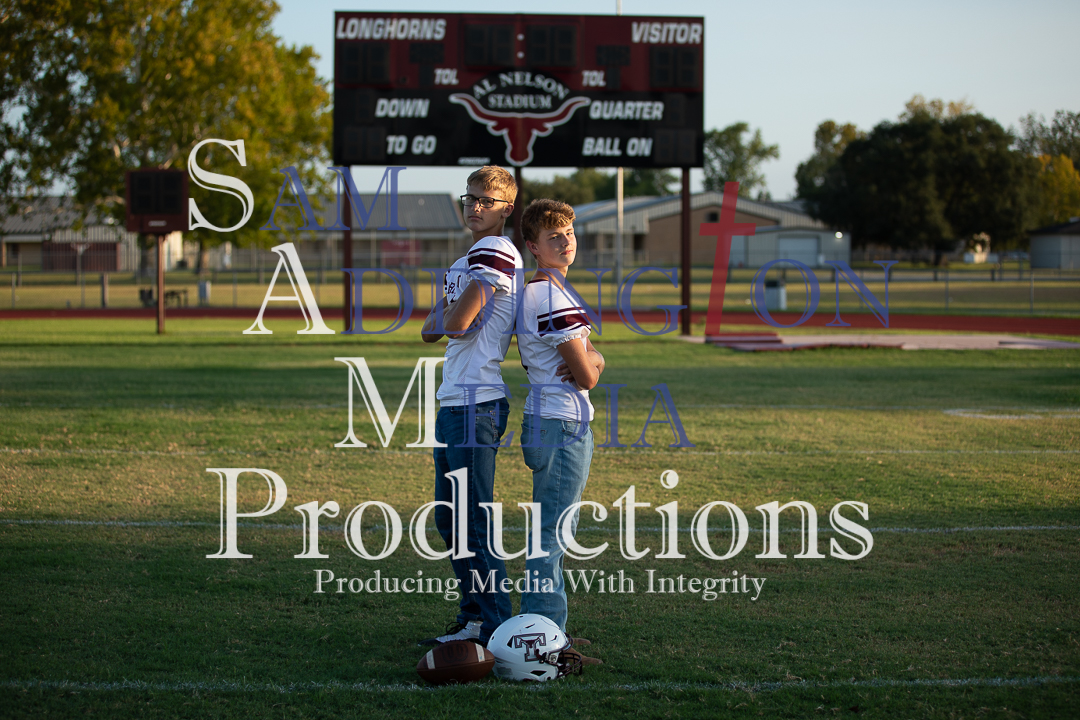 LONGHORNS VISITOR
TOL TOL
AL NELSON
STADIUM
DOWN QUARTER
TO GO BALL ON
SAM
ADDINGTON
MEDIA
Productions
Producing Media With Integrity
T